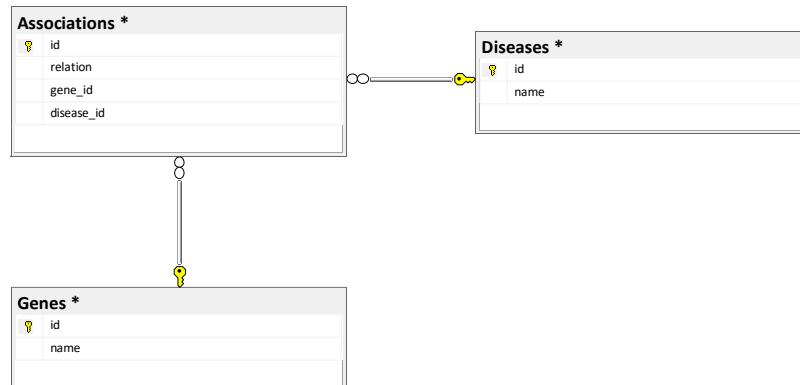 Associations *
id
relation
gene_id
disease_id
Diseases *
id
name
Genes *
id
name